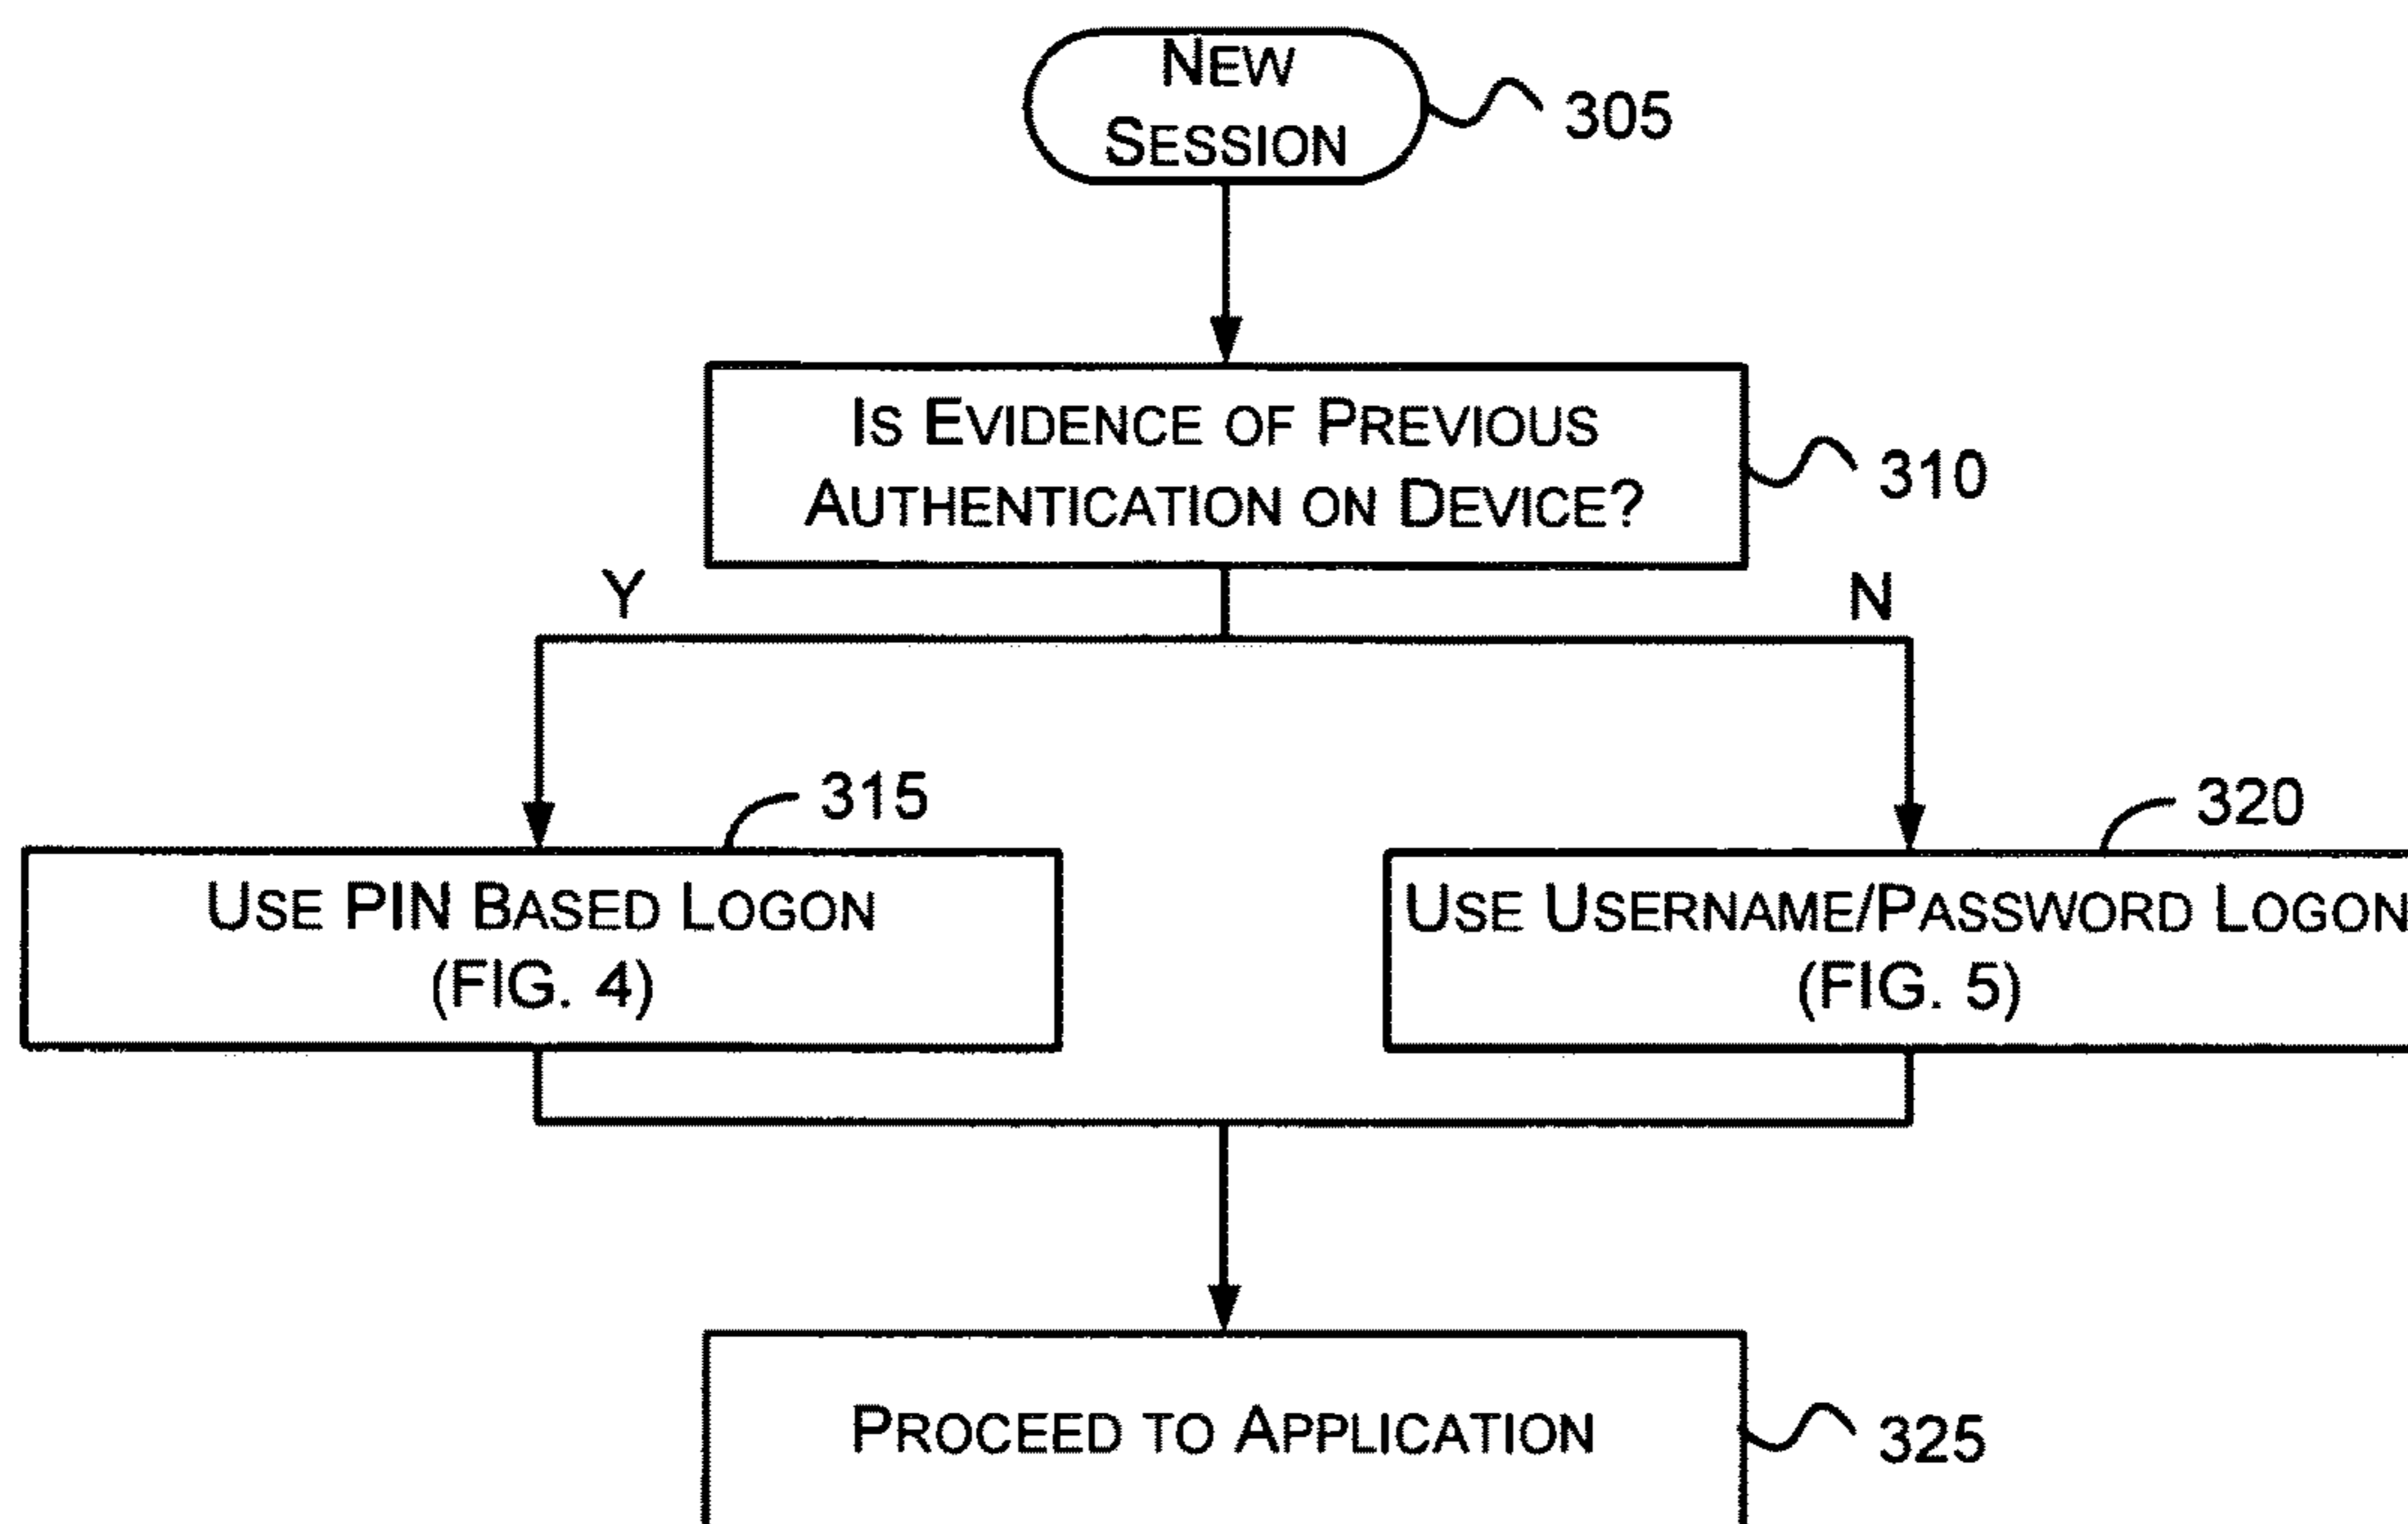 NEW
SESSION
305
IS EVIDENCE OF PREVIOUS
AUTHENTICATION ON DEVICE?
310
Y
N
315
320
USE PIN BASED LOGON
(FIG. 4)
USE USERNAME/PASSWORD LOGON
(FIG. 5)
PROCEED TO APPLICATION
325